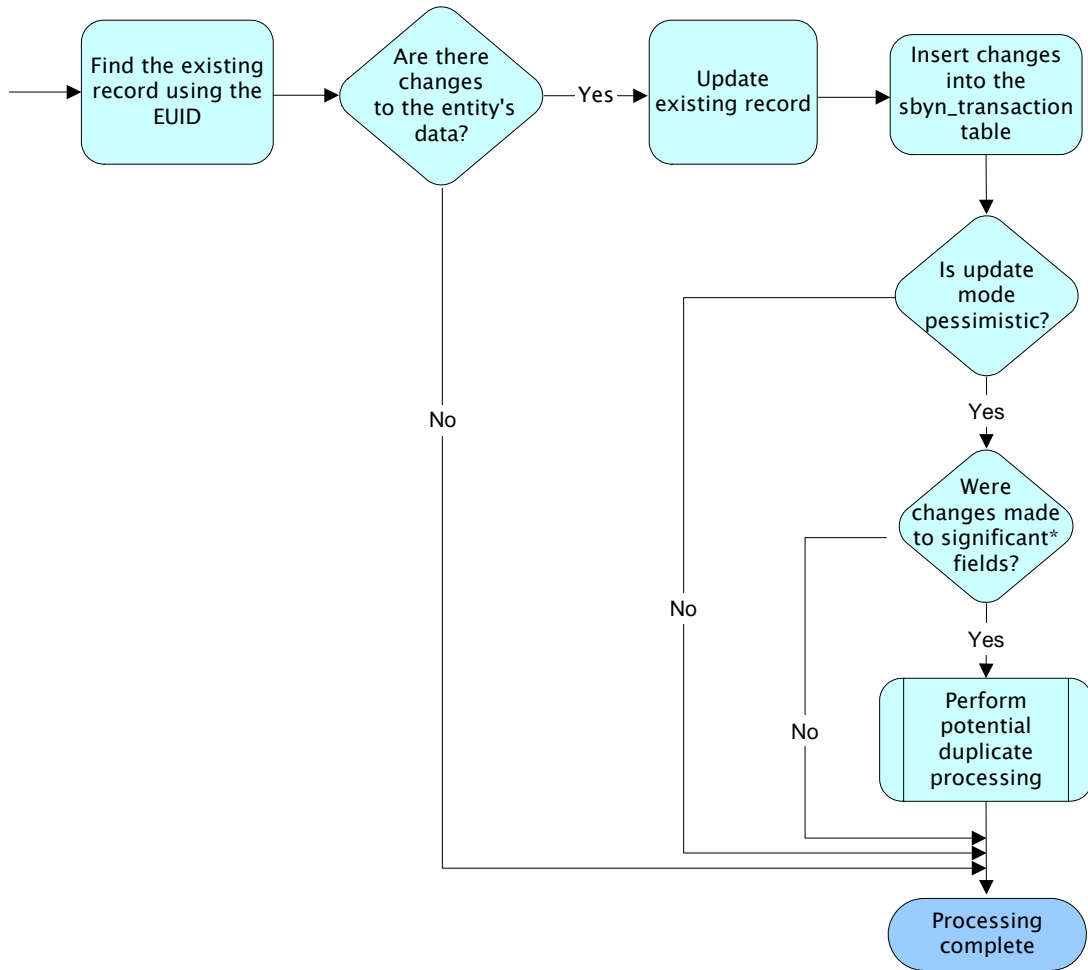 Find the existing
record using the
EUID
Are there
changes
to the entity's
data?
Yes
Update
existing record
Insert changes
into the
sbyn_transaction
table
Is update
mode
pessimistic?
Yes
No
Were
changes made
to significant*
fields?
No
Yes
No
Perform
potential
duplicate
processing
Processing
complete